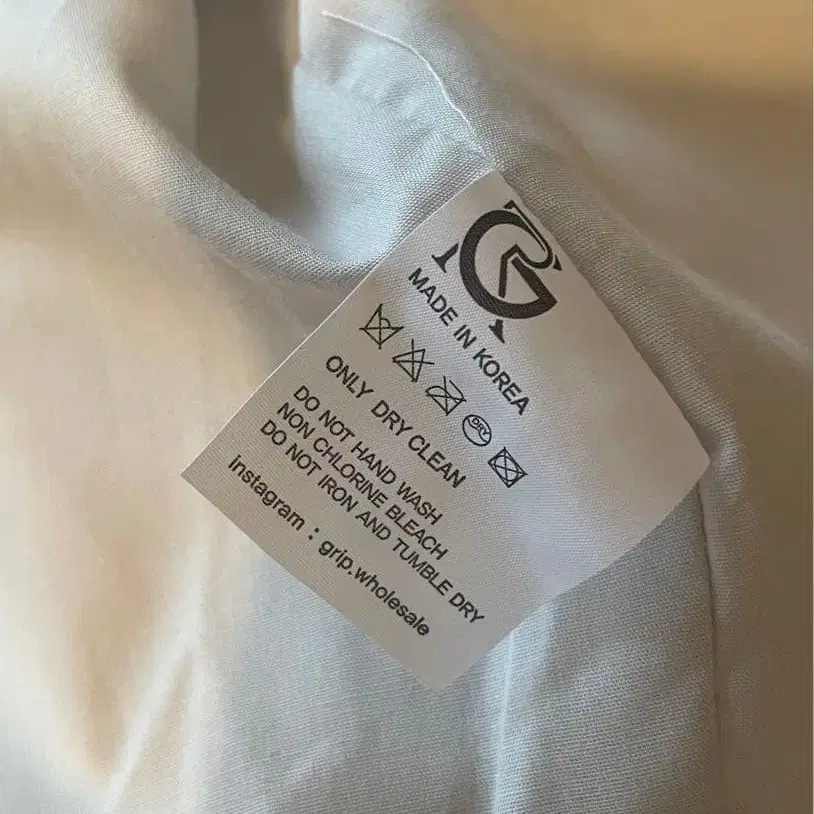 MADE IN KOREA
DRY
ONLY DRY CLEAN
DO NOT HAND WASH
NON CHLORINE BLEACH
DO NOT IRON AND TUMBLE DRY
instagram : grip.wholesale